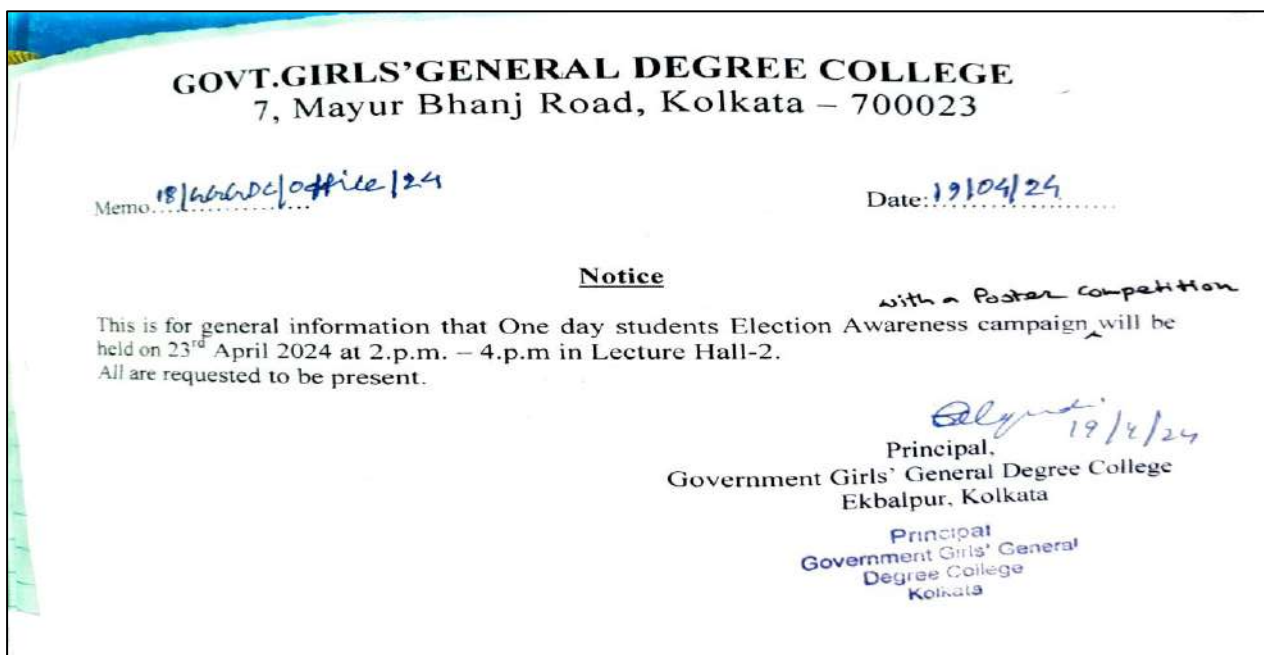 GOVT.GIRLS'GENERAL DEGREE COLLEGE
7, Mayur Bhanj Road, Kolkata – 700023
Memo 18/GGGDC/Office/24
Date: 19/04/24
Notice
with a Poster Competition
This is for general information that One day students Election Awareness campaign ‸ will be
held on 23rd April 2024 at 2.p.m. – 4.p.m in Lecture Hall-2.
All are requested to be present.
19/4/24
Principal,
Government Girls' General Degree College
Ekbalpur, Kolkata
Principal
Government Girls' General
Degree College
Kolkata